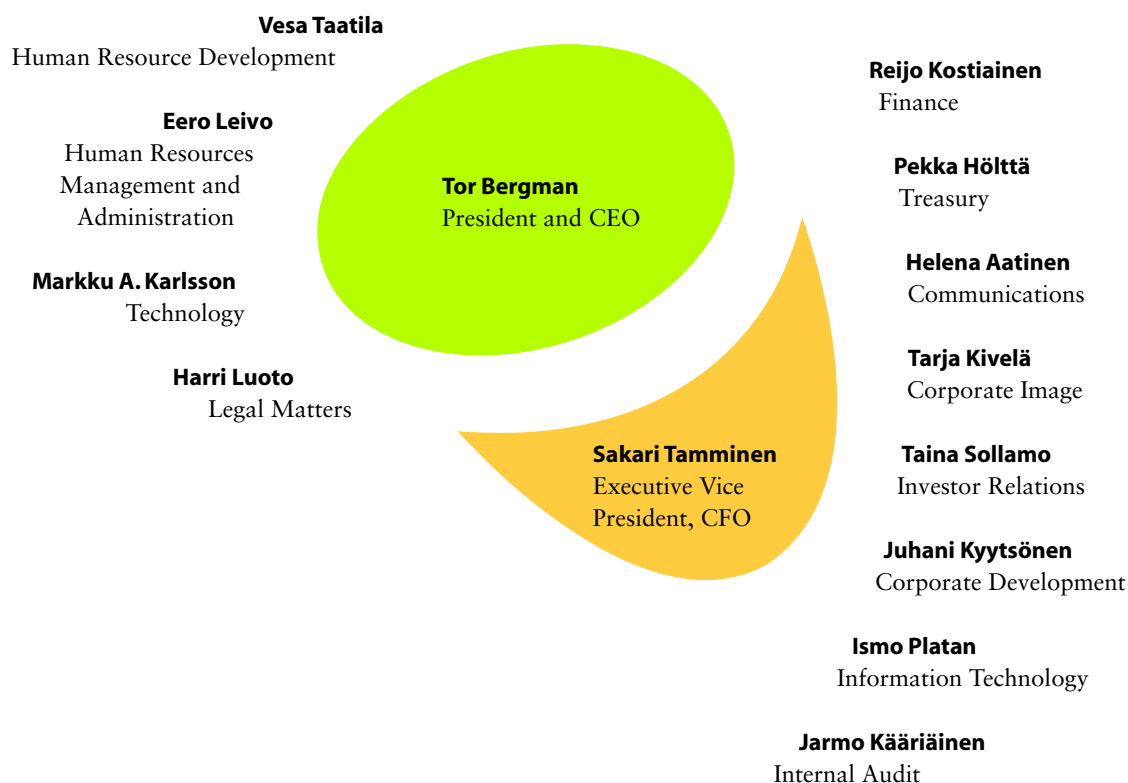 Vesa Taatila
Human Resource Development
Eero Leivo
Human Resources
Management and
Administration
Markku A. Karlsson
Technology
Harri Luoto
Legal Matters
Tor Bergman
President and CEO
Sakari Tamminen
Executive Vice
President, CFO
Reijo Kostiainen
Finance
Pekka Hölttä
Treasury
Helena Aatinen
Communications
Tarja Kivelä
Corporate Image
Taina Sollamo
Investor Relations
Juhani Kyytsönen
Corporate Development
Ismo Platan
Information Technology
Jarmo Kääriäinen
Internal Audit